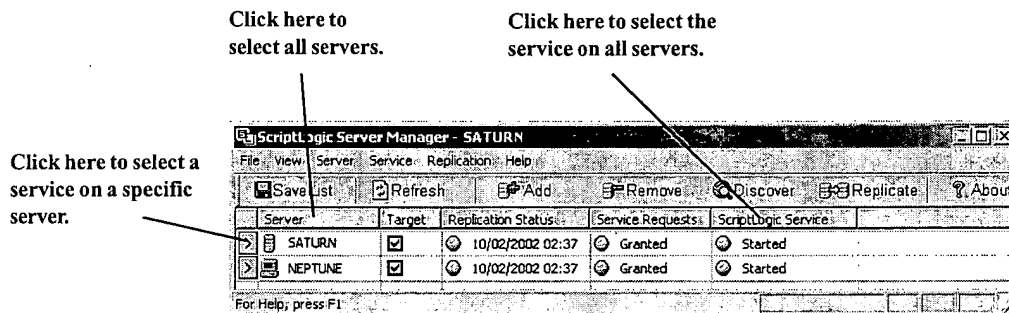 Click here to
select all servers.
Click here to select the
service on all servers.
Click here to select a
service on a specific
server.
ScriptLogic Server Manager - SATURN
File View Server Service Replication Help
Save List Refresh Add Remove Discover Replicate About
Server Target Replication Status Service Requests ScriptLogic Service
SATURN 10/02/2002 02:37 Granted Started
NEPTUNE 10/02/2002 02:37 Granted Started
For Help, press F1